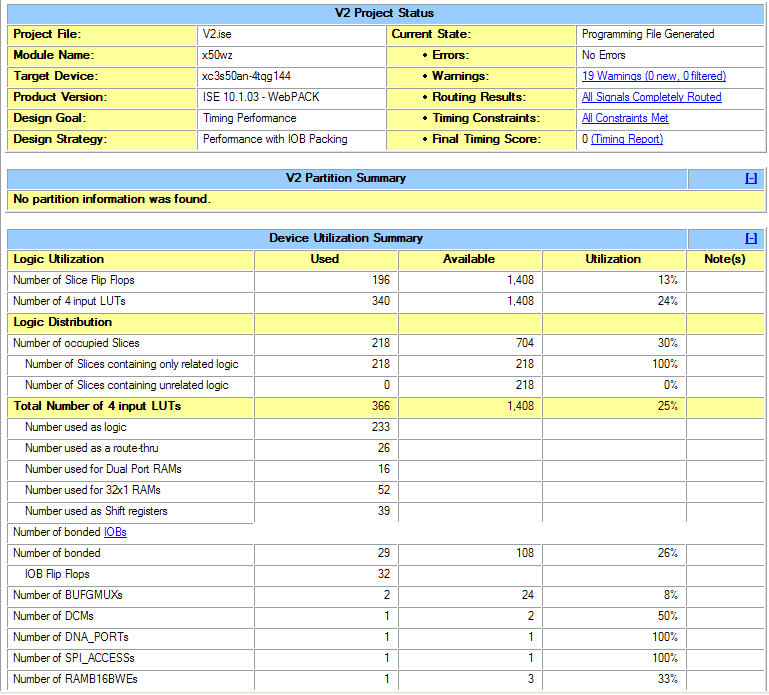 V2 Project Status
Project File: V2.ise Current State: Programming File Generated
Module Name: x50wz • Errors: No Errors
Target Device: xc3s50an-4tqg144 • Warnings: 19 Warnings (0 new, 0 filtered)
Product Version: ISE 10.1.03 - WebPACK • Routing Results: All Signals Completely Routed
Design Goal: Timing Performance • Timing Constraints: All Constraints Met
Design Strategy: Performance with IOB Packing • Final Timing Score: 0 (Timing Report)
V2 Partition Summary [-]
No partition information was found.
Device Utilization Summary [-]
Logic Utilization Used Available Utilization Note(s)
Number of Slice Flip Flops 196 1,408 13%
Number of 4 input LUTs 340 1,408 24%
Logic Distribution
Number of occupied Slices 218 704 30%
Number of Slices containing only related logic 218 218 100%
Number of Slices containing unrelated logic 0 218 0%
Total Number of 4 input LUTs 366 1,408 25%
Number used as logic 233
Number used as a route-thru 26
Number used for Dual Port RAMs 16
Number used for 32x1 RAMs 52
Number used as Shift registers 39
Number of bonded IOBs
Number of bonded 29 108 26%
IOB Flip Flops 32
Number of BUFGMUXs 2 24 8%
Number of DCMs 1 2 50%
Number of DNA_PORTs 1 1 100%
Number of SPI_ACCESSs 1 1 100%
Number of RAMB16BWEs 1 3 33%